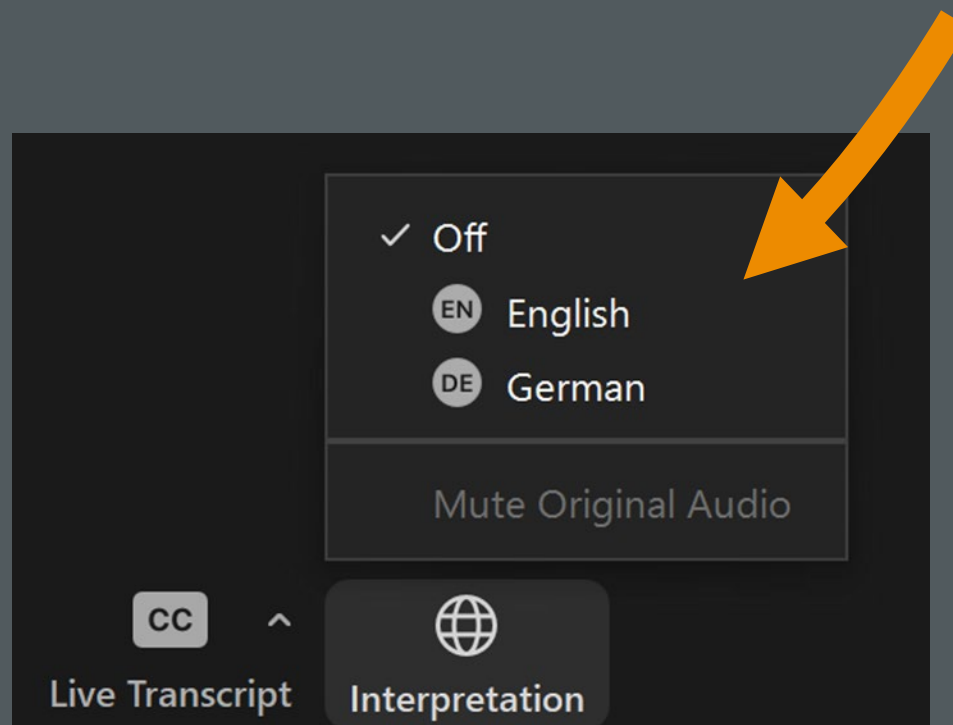 Off
EN English
DE German
Mute Original Audio
CC
Live Transcript
Interpretation